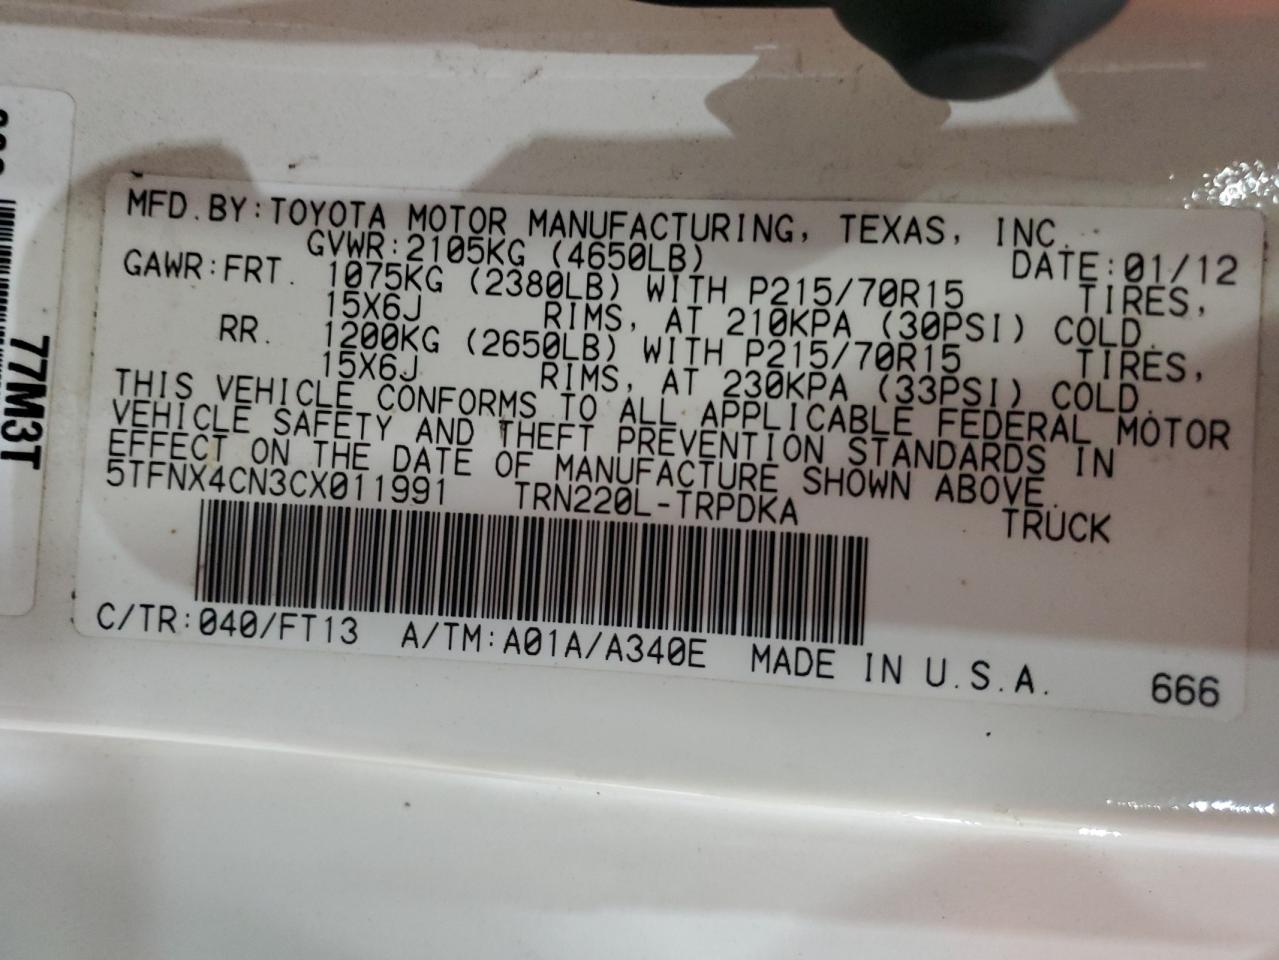 MFD.BY:TOYOTA MOTOR MANUFACTURING, TEXAS, INC.
GVWR:2105KG (4650LB) DATE:01/12
GAWR:FRT. 1075KG (2380LB) WITH P215/70R15 TIRES,
15X6J RIMS, AT 210KPA (30PSI) COLD.
RR. 1200KG (2650LB) WITH P215/70R15 TIRES,
15X6J RIMS, AT 230KPA (33PSI) COLD.
THIS VEHICLE CONFORMS TO ALL APPLICABLE FEDERAL MOTOR
VEHICLE SAFETY AND THEFT PREVENTION STANDARDS IN
EFFECT ON THE DATE OF MANUFACTURE SHOWN ABOVE.
5TFNX4CN3CX011991 TRN220L-TRPDKA TRUCK
C/TR:040/FT13 A/TM:A01A/A340E MADE IN U.S.A. 666
77M3T